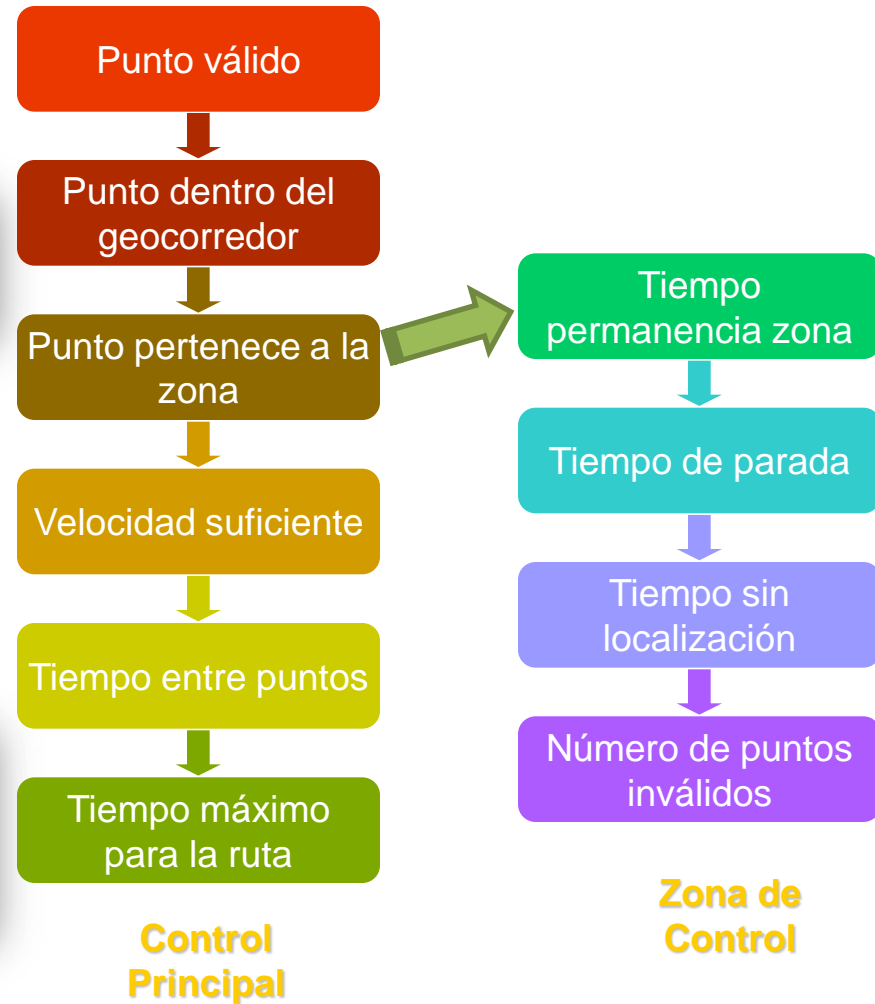 Punto válido
Punto dentro del
geocorredor
Punto pertenece a la
zona
Velocidad suficiente
Tiempo entre puntos
Tiempo máximo
para la ruta
Control
Principal
Tiempo
permanencia zona
Tiempo de parada
Tiempo sin
localización
Número de puntos
inválidos
Zona de
Control